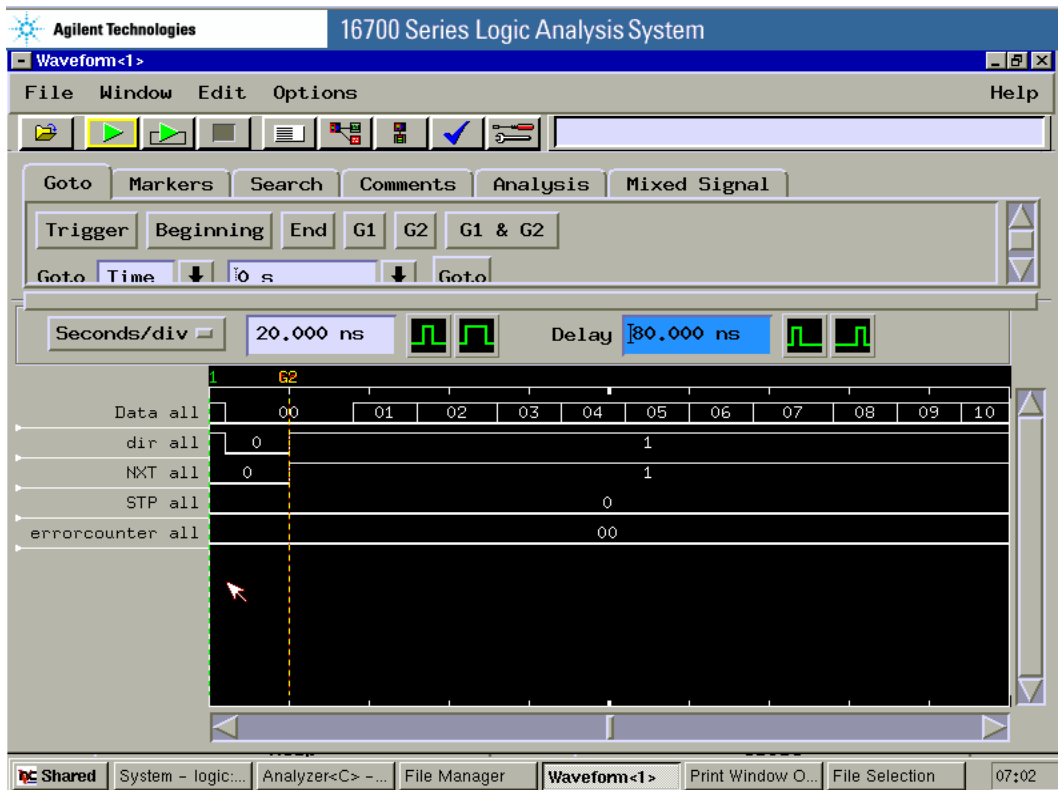 Agilent Technologies 16700 Series Logic Analysis System
Waveform<1>
File Window Edit Options Help
Goto Markers Search Comments Analysis Mixed Signal
Trigger Beginning End G1 G2 G1 & G2
Goto Time 0 s Goto
Seconds/div 20.000 ns Delay 80.000 ns
1 G2
Data all 00 01 02 03 04 05 06 07 08 09 10
dir all 0 1
NXT all 0 1
STP all 0
errorcounter all 00
Shared System - logic:... Analyzer<C> -... File Manager Waveform<1> Print Window O... File Selection 07:02